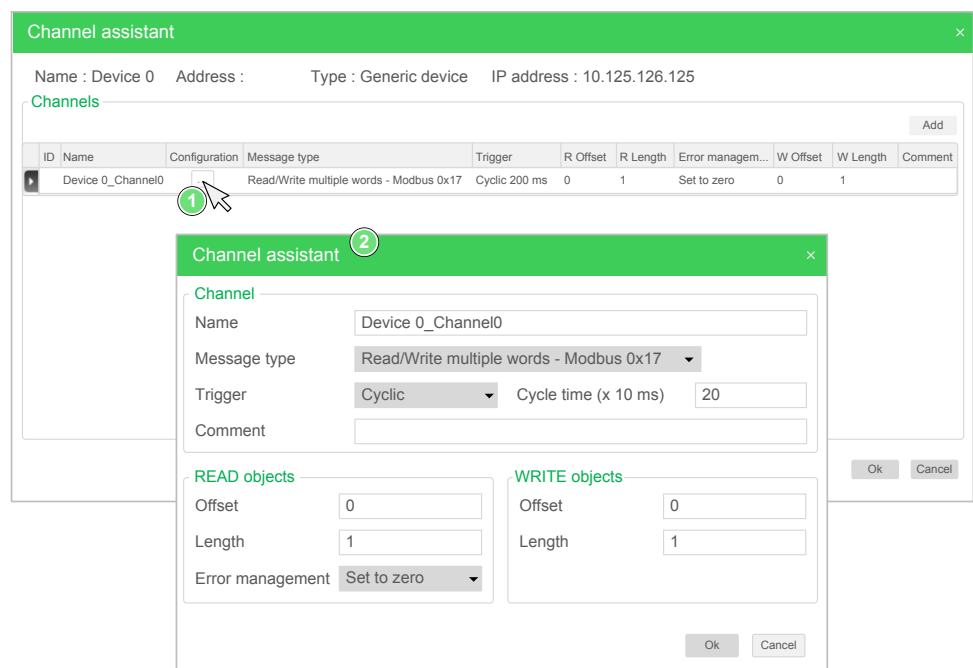 Channel assistant ×
Name : Device 0 Address : Type : Generic device IP address : 10.125.126.125
Channels
Add
ID Name Configuration Message type Trigger R Offset R Length Error managem... W Offset W Length Comment
Device 0_Channel0 ... Read/Write multiple words - Modbus 0x17 Cyclic 200 ms 0 1 Set to zero 0 1
1
2
Channel assistant ×
Channel
Name Device 0_Channel0
Message type Read/Write multiple words - Modbus 0x17
Trigger Cyclic Cycle time (x 10 ms) 20
Comment
Ok Cancel
READ objects WRITE objects
Offset 0 Offset 0
Length 1 Length 1
Error management Set to zero
Ok Cancel